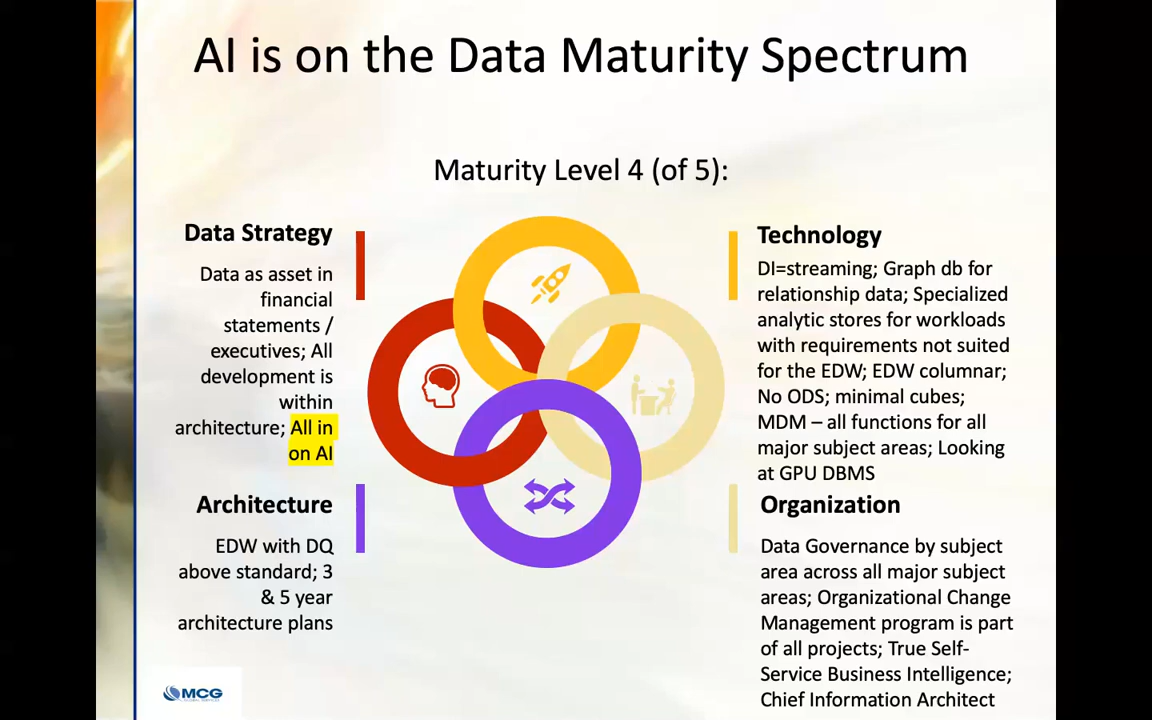 AI is on the Data Maturity Spectrum
Maturity Level 4 (of 5):
Data Strategy
Data as asset in
financial
statements /
executives; All
development is
within
architecture; All in
on AI
Technology
DI=streaming; Graph db for
relationship data; Specialized
analytic stores for workloads
with requirements not suited
for the EDW; EDW columnar;
No ODS; minimal cubes;
MDM – all functions for all
major subject areas; Looking
at GPU DBMS
Architecture
EDW with DQ
above standard; 3
& 5 year
architecture plans
Organization
Data Governance by subject
area across all major subject
areas; Organizational Change
Management program is part
of all projects; True Self-
Service Business Intelligence;
Chief Information Architect
MCG